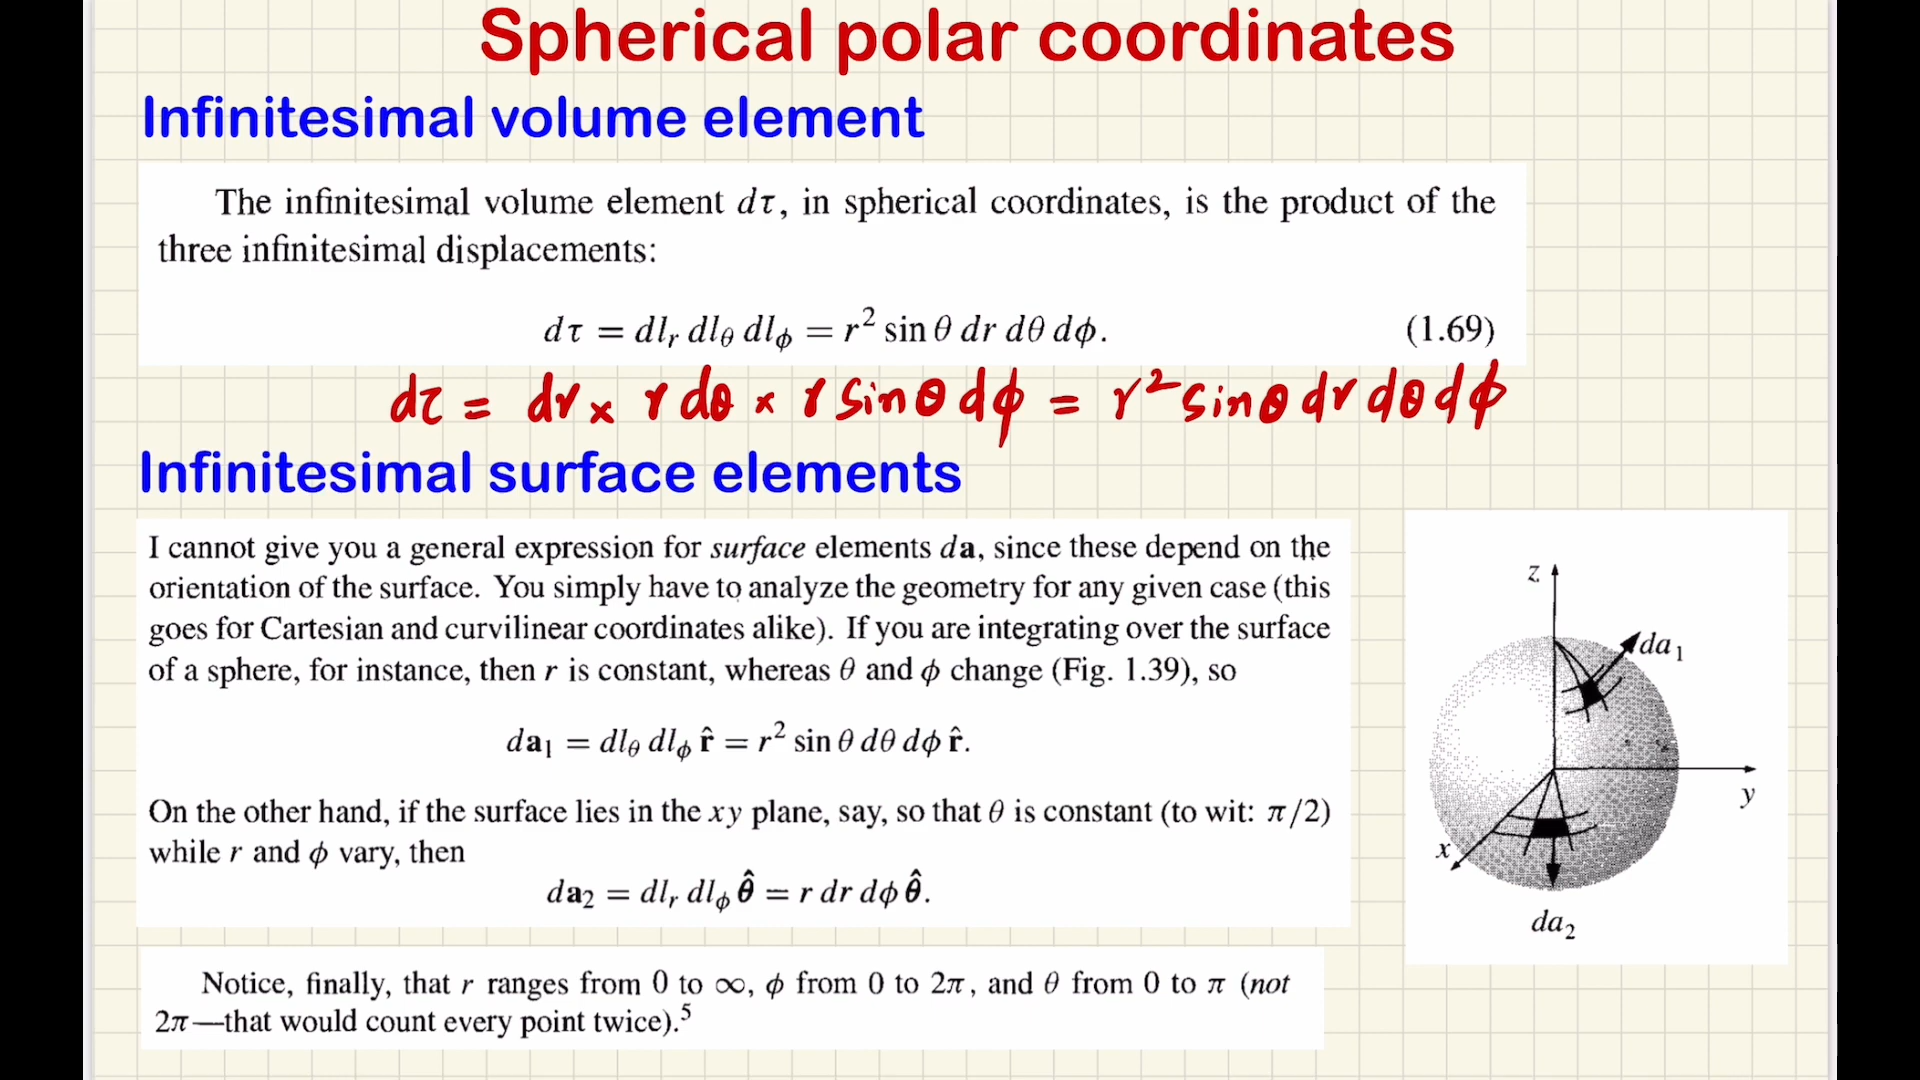 Spherical polar coordinates
Infinitesimal volume element
The infinitesimal volume element dτ, in spherical coordinates, is the product of the
three infinitesimal displacements:
dτ = dl_r dl_θ dl_ϕ = r² sin θ dr dθ dϕ. (1.69)
dτ = dr × r dθ × r sinθ dϕ = r² sinθ dr dθ dϕ
Infinitesimal surface elements
I cannot give you a general expression for surface elements da, since these depend on the
orientation of the surface. You simply have to analyze the geometry for any given case (this
goes for Cartesian and curvilinear coordinates alike). If you are integrating over the surface
of a sphere, for instance, then r is constant, whereas θ and ϕ change (Fig. 1.39), so
da₁ = dl_θ dl_ϕ r̂ = r² sin θ dθ dϕ r̂.
On the other hand, if the surface lies in the xy plane, say, so that θ is constant (to wit: π/2)
while r and ϕ vary, then
da₂ = dl_r dl_ϕ θ̂ = r dr dϕ θ̂.
Notice, finally, that r ranges from 0 to ∞, ϕ from 0 to 2π, and θ from 0 to π (not
2π—that would count every point twice).⁵
z
da₁
y
x
da₂